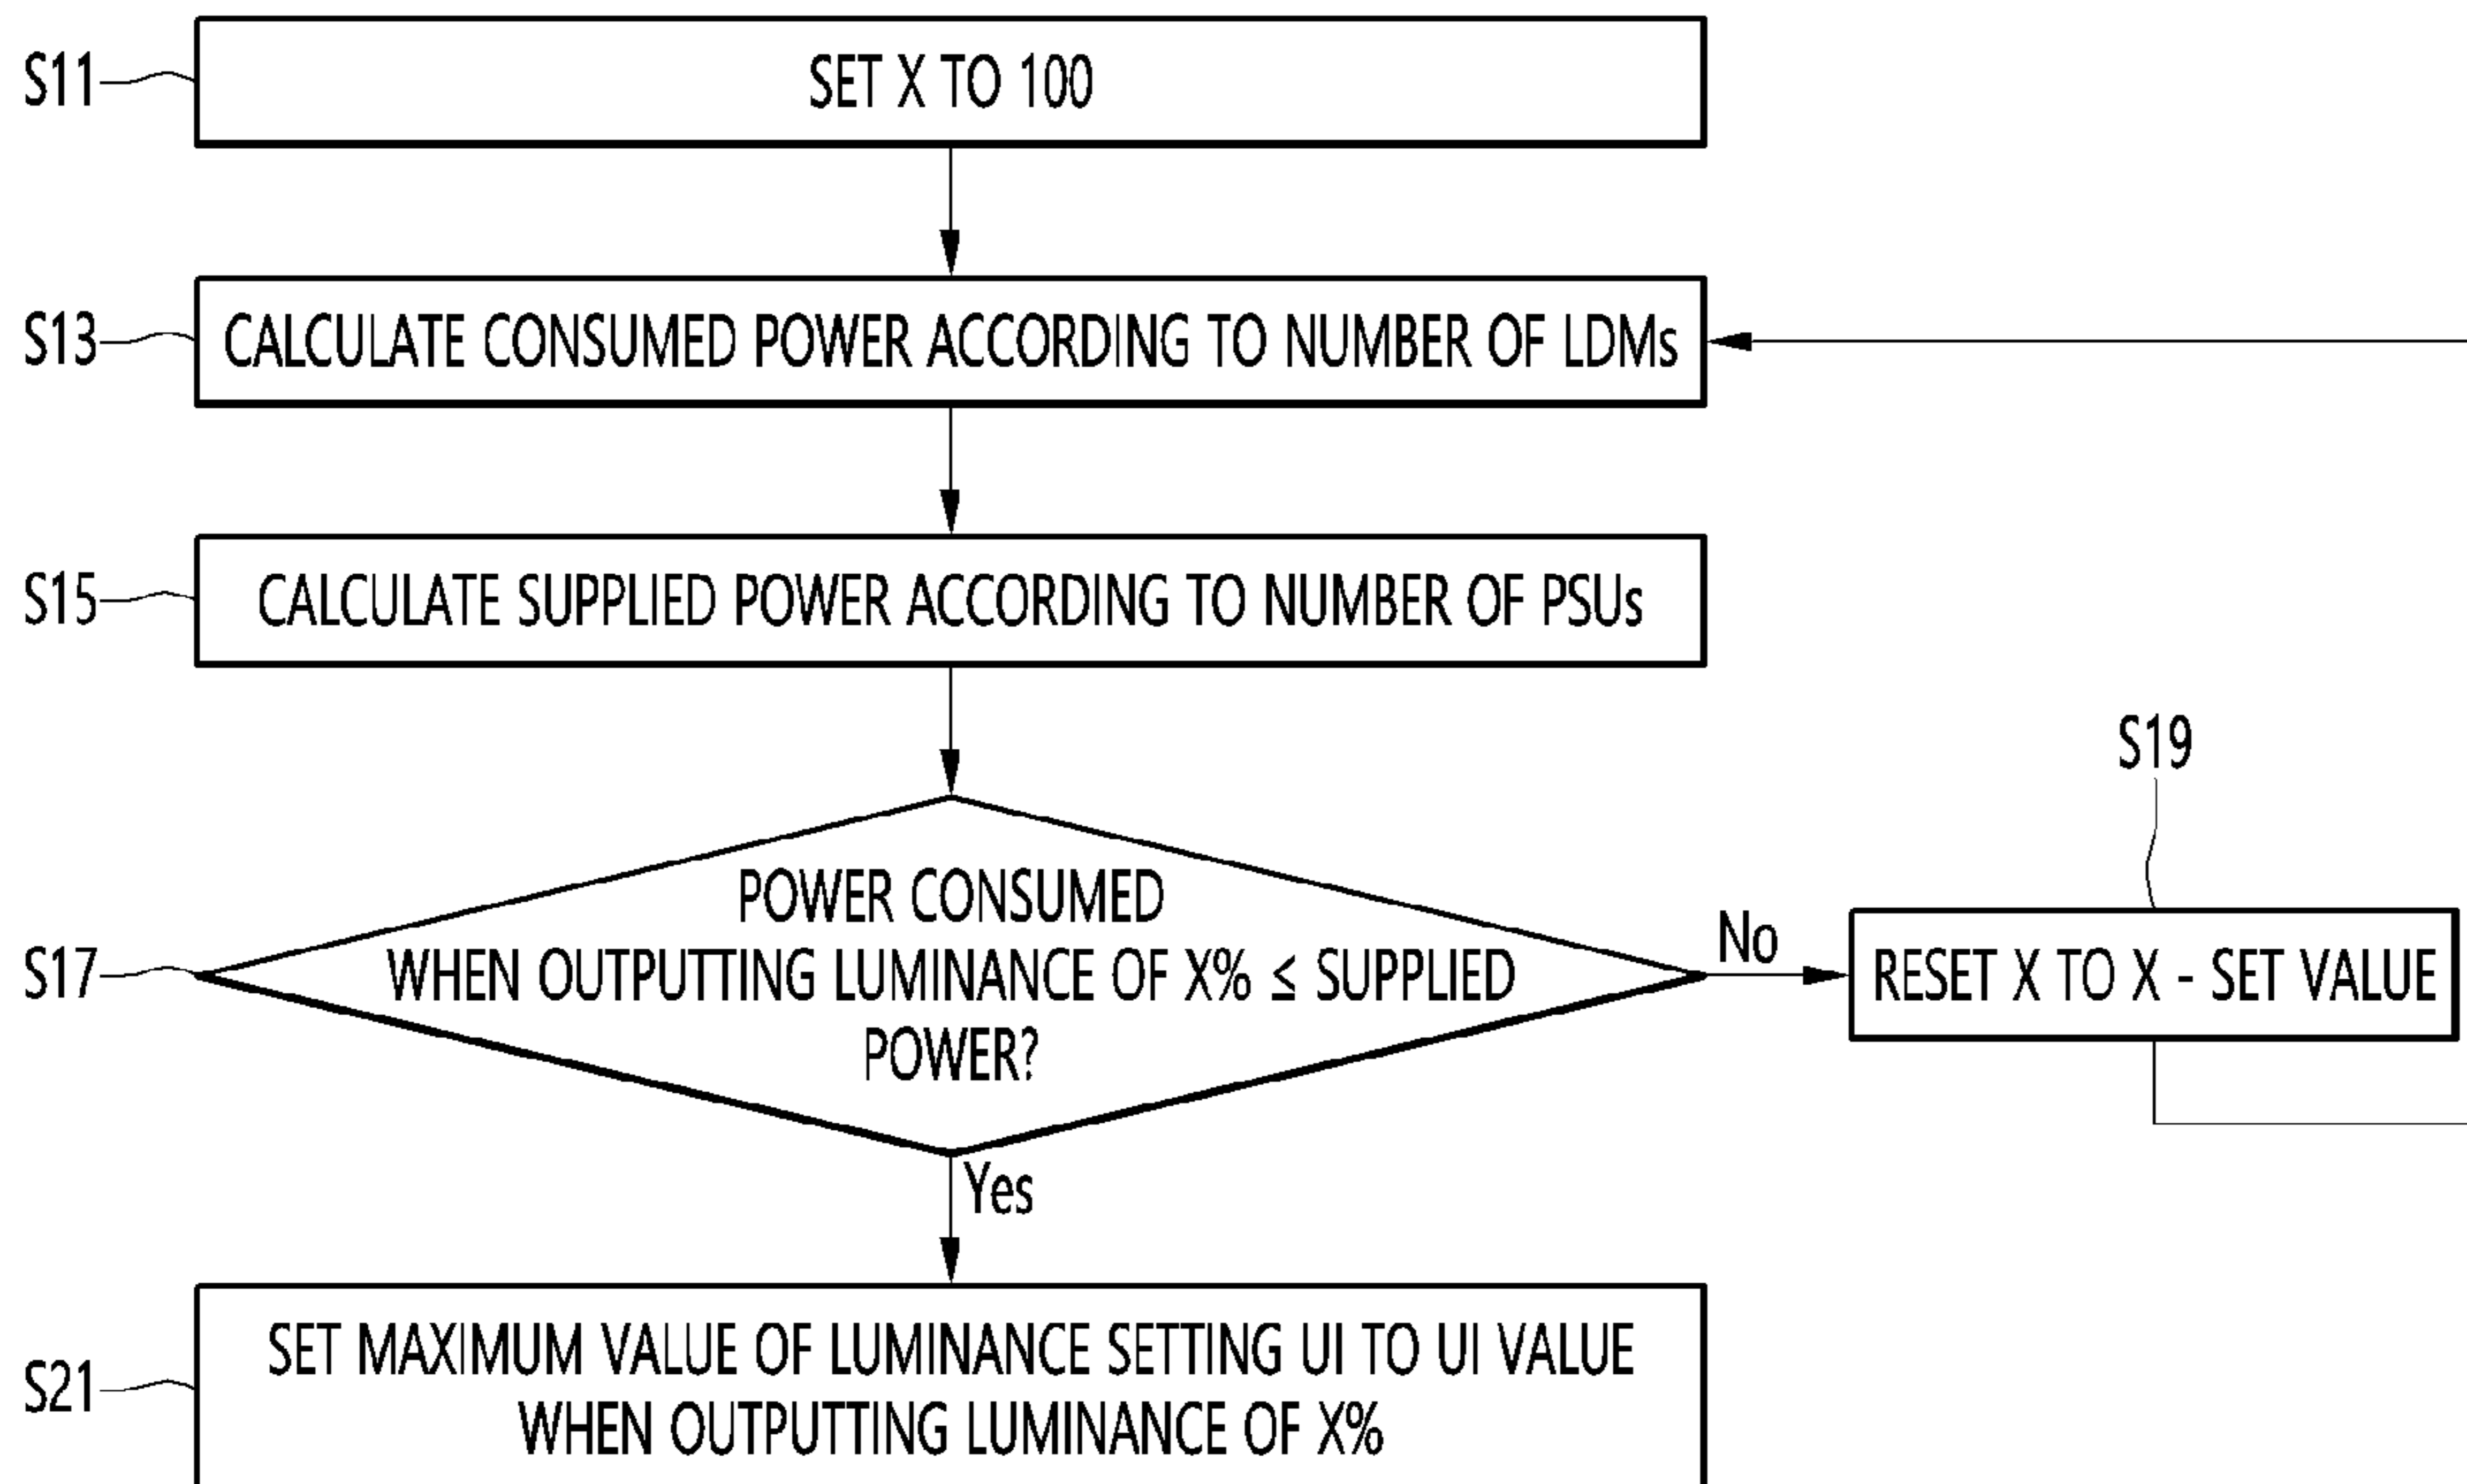 S11
SET X TO 100
S13
CALCULATE CONSUMED POWER ACCORDING TO NUMBER OF LDMs
S15
CALCULATE SUPPLIED POWER ACCORDING TO NUMBER OF PSUs
S17
POWER CONSUMED
WHEN OUTPUTTING LUMINANCE OF X% ≤ SUPPLIED
POWER?
No
S19
RESET X TO X - SET VALUE
Yes
S21
SET MAXIMUM VALUE OF LUMINANCE SETTING UI TO UI VALUE
WHEN OUTPUTTING LUMINANCE OF X%